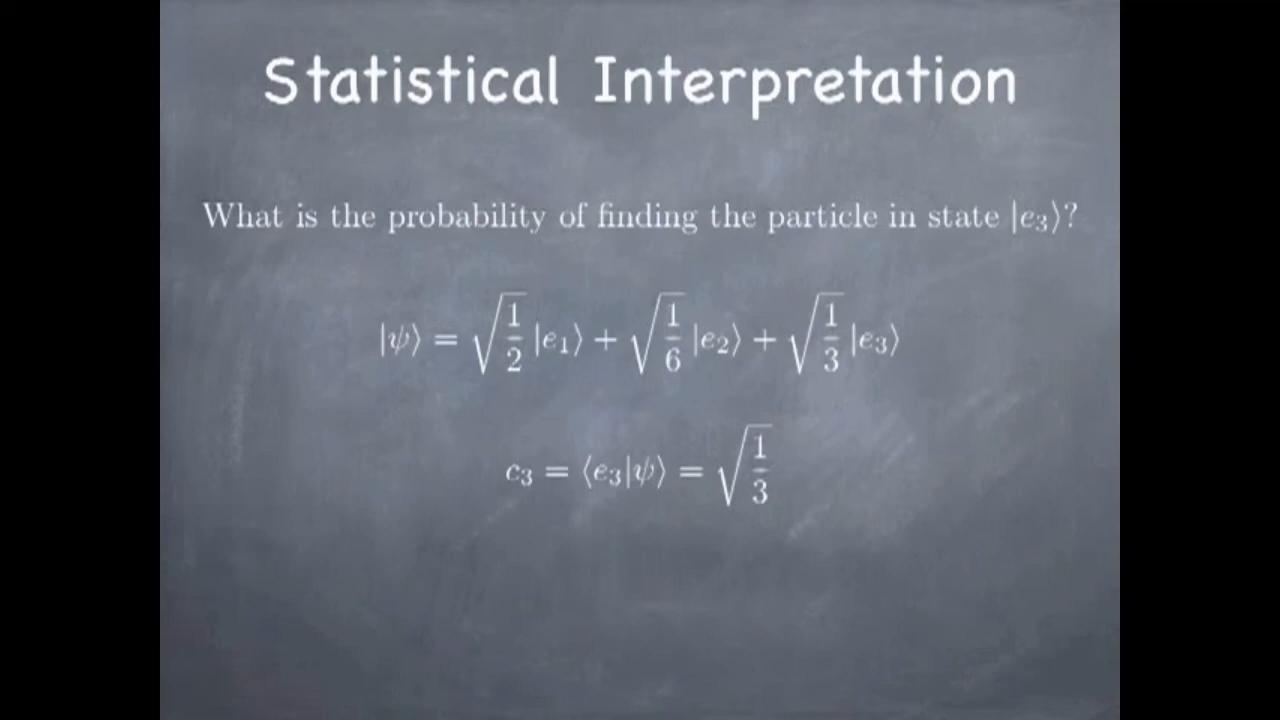 Statistical Interpretation
What is the probability of finding the particle in state |e₃⟩?
|ψ⟩ = √(1/2) |e₁⟩ + √(1/6) |e₂⟩ + √(1/3) |e₃⟩
c₃ = ⟨e₃|ψ⟩ = √(1/3)